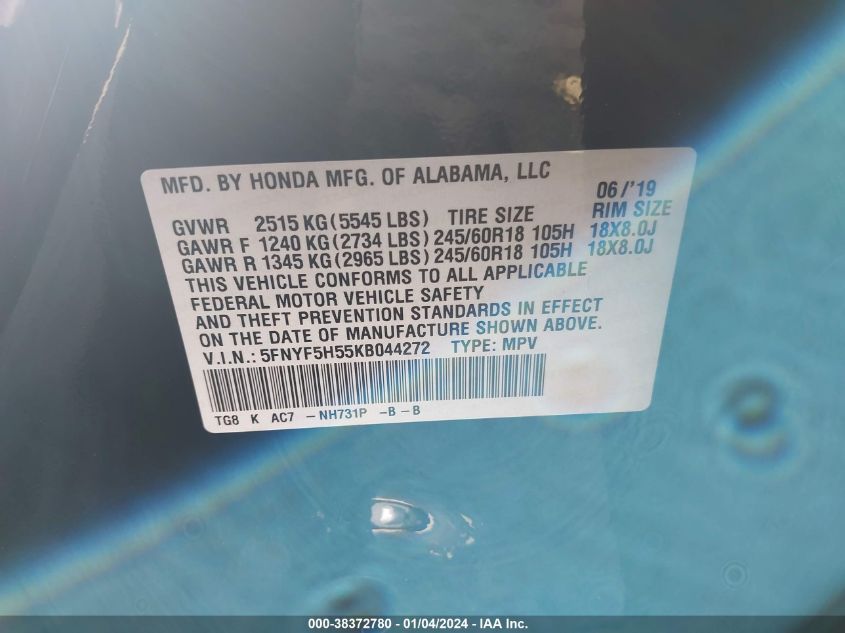 MFD. BY HONDA MFG. OF ALABAMA, LLC
06/'19
GVWR 2515 KG(5545 LBS) TIRE SIZE RIM SIZE
GAWR F 1240 KG(2734 LBS) 245/60R18 105H 18X8.0J
GAWR R 1345 KG(2965 LBS) 245/60R18 105H 18X8.0J
THIS VEHICLE CONFORMS TO ALL APPLICABLE
FEDERAL MOTOR VEHICLE SAFETY
AND THEFT PREVENTION STANDARDS IN EFFECT
ON THE DATE OF MANUFACTURE SHOWN ABOVE.
V.I.N.: 5FNYF5H55KB044272 TYPE: MPV
TG8 K AC7 -NH731P -B-B
000-38372780 - 01/04/2024 - IAA Inc.